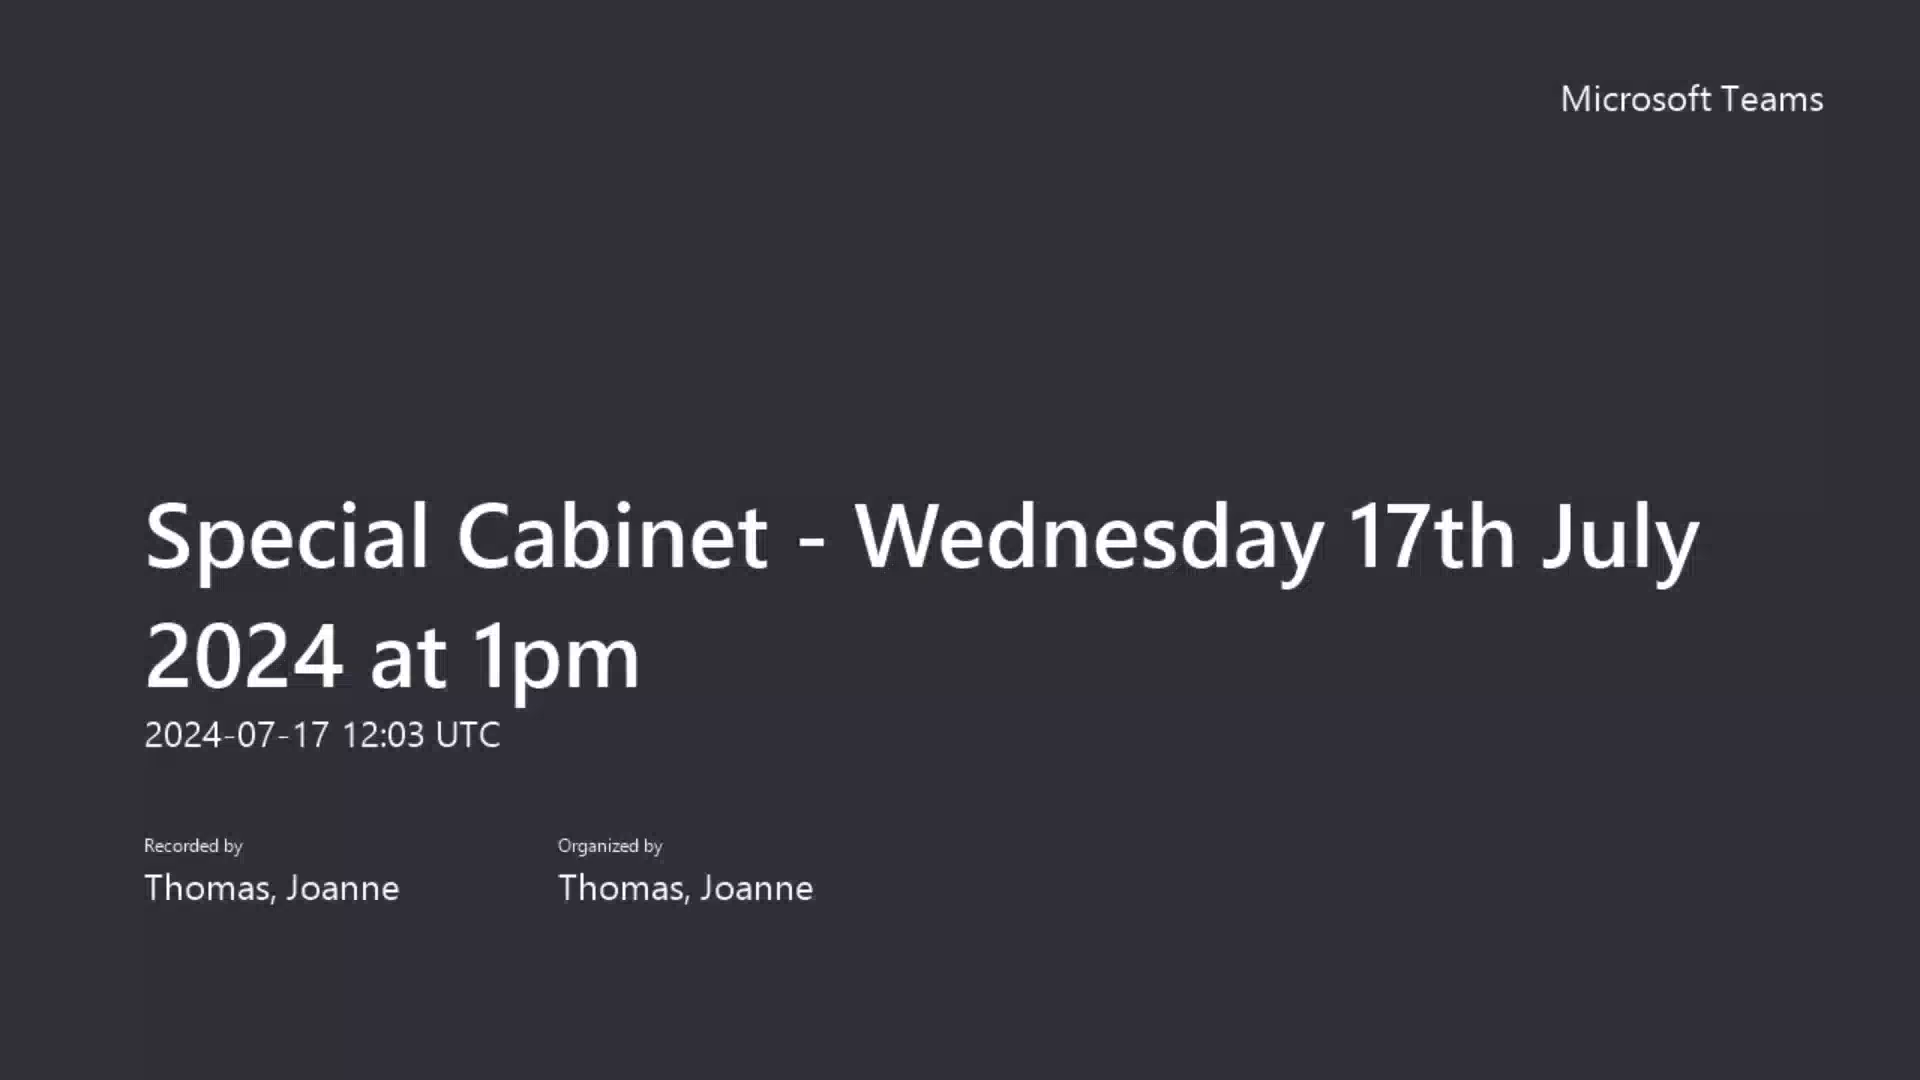 Microsoft Teams
Special Cabinet - Wednesday 17th July
2024 at 1pm
2024-07-17 12:03 UTC
Recorded by
Thomas, Joanne
Organized by
Thomas, Joanne